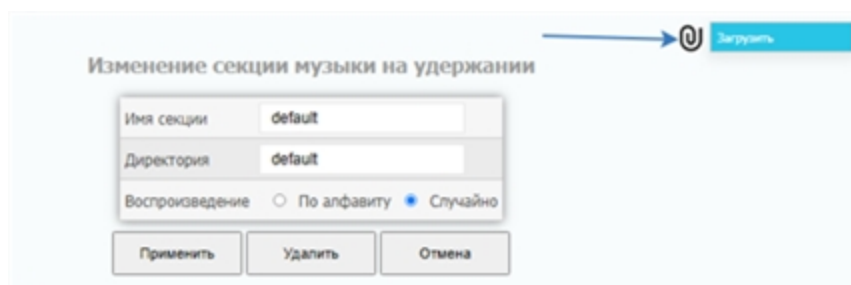 Загрузить
Изменение секции музыки на удержании
Имя секции default
Директория default
Воспроизведение По алфавиту Случайно
Применить Удалить Отмена